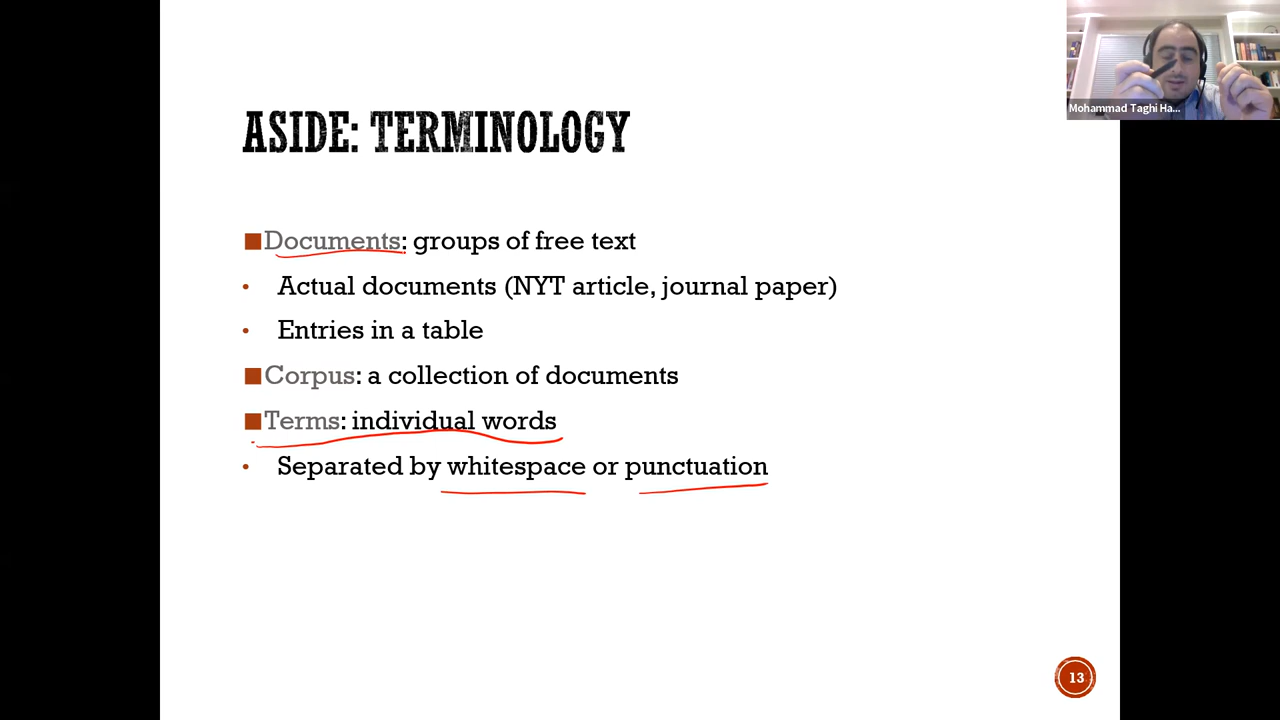 Mohammad Taghi Ha...
ASIDE: TERMINOLOGY
■Documents: groups of free text
• Actual documents (NYT article, journal paper)
• Entries in a table
■Corpus: a collection of documents
■Terms: individual words
• Separated by whitespace or punctuation
13